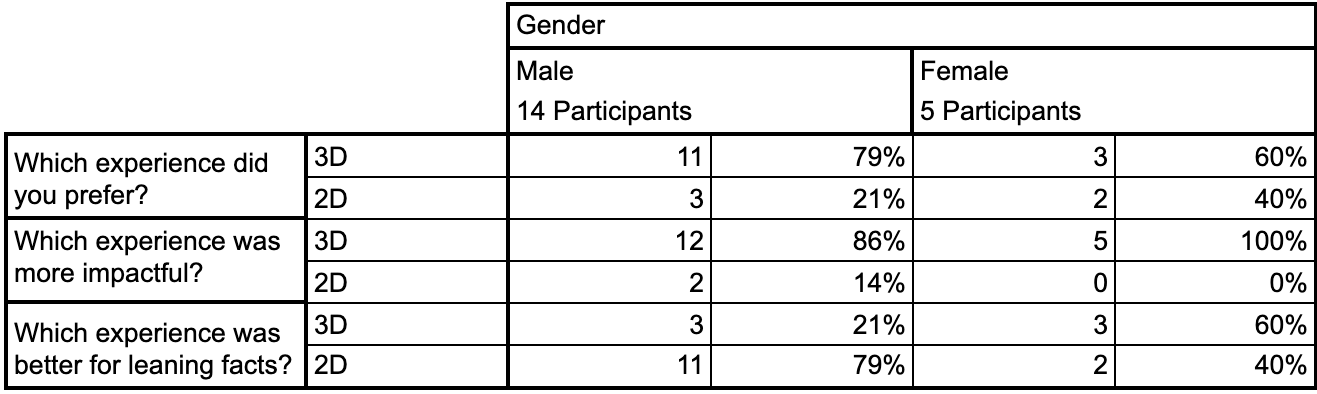 Gender
Male
Female
14 Participants
5 Participants
Which experience did
you prefer?
3D 11 79% 3 60%
2D 3 21% 2 40%
Which experience was
more impactful?
3D 12 86% 5 100%
2D 2 14% 0 0%
Which experience was
better for leaning facts?
3D 3 21% 3 60%
2D 11 79% 2 40%